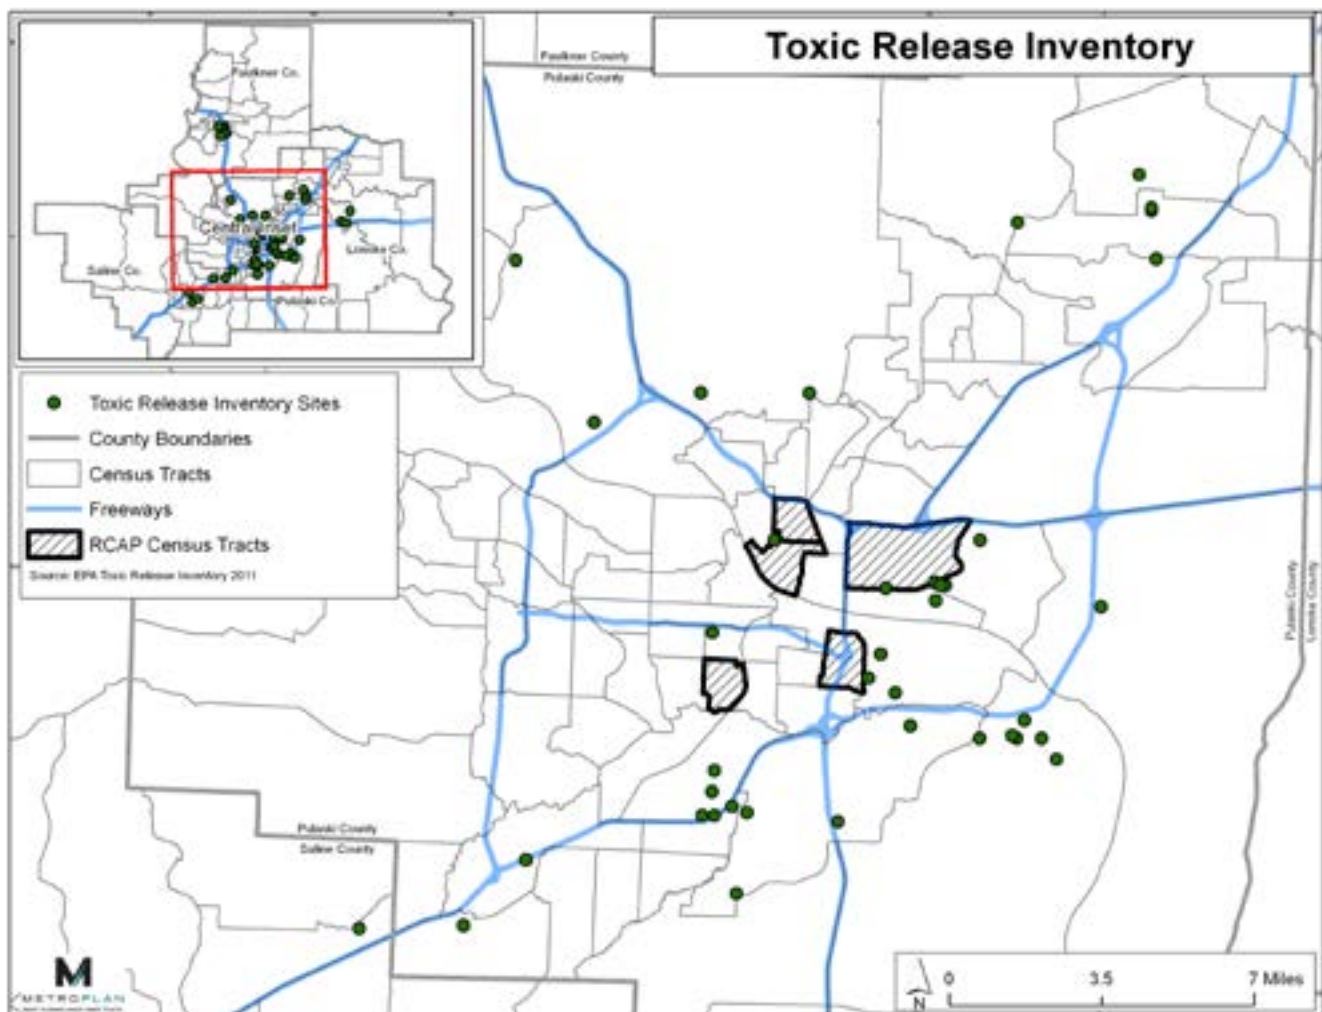 Toxic Release Inventory
Faulkner County
Pulaski County
Faulkner Co.
Central Inset
Lonoke Co.
Saline Co.
Pulaski Co.
Toxic Release Inventory Sites
County Boundaries
Census Tracts
Freeways
RCAP Census Tracts
Source: EPA Toxic Release Inventory 2011
Pulaski County
Lonoke County
Pulaski County
Saline County
M
METROPLAN
N
0 3.5 7 Miles